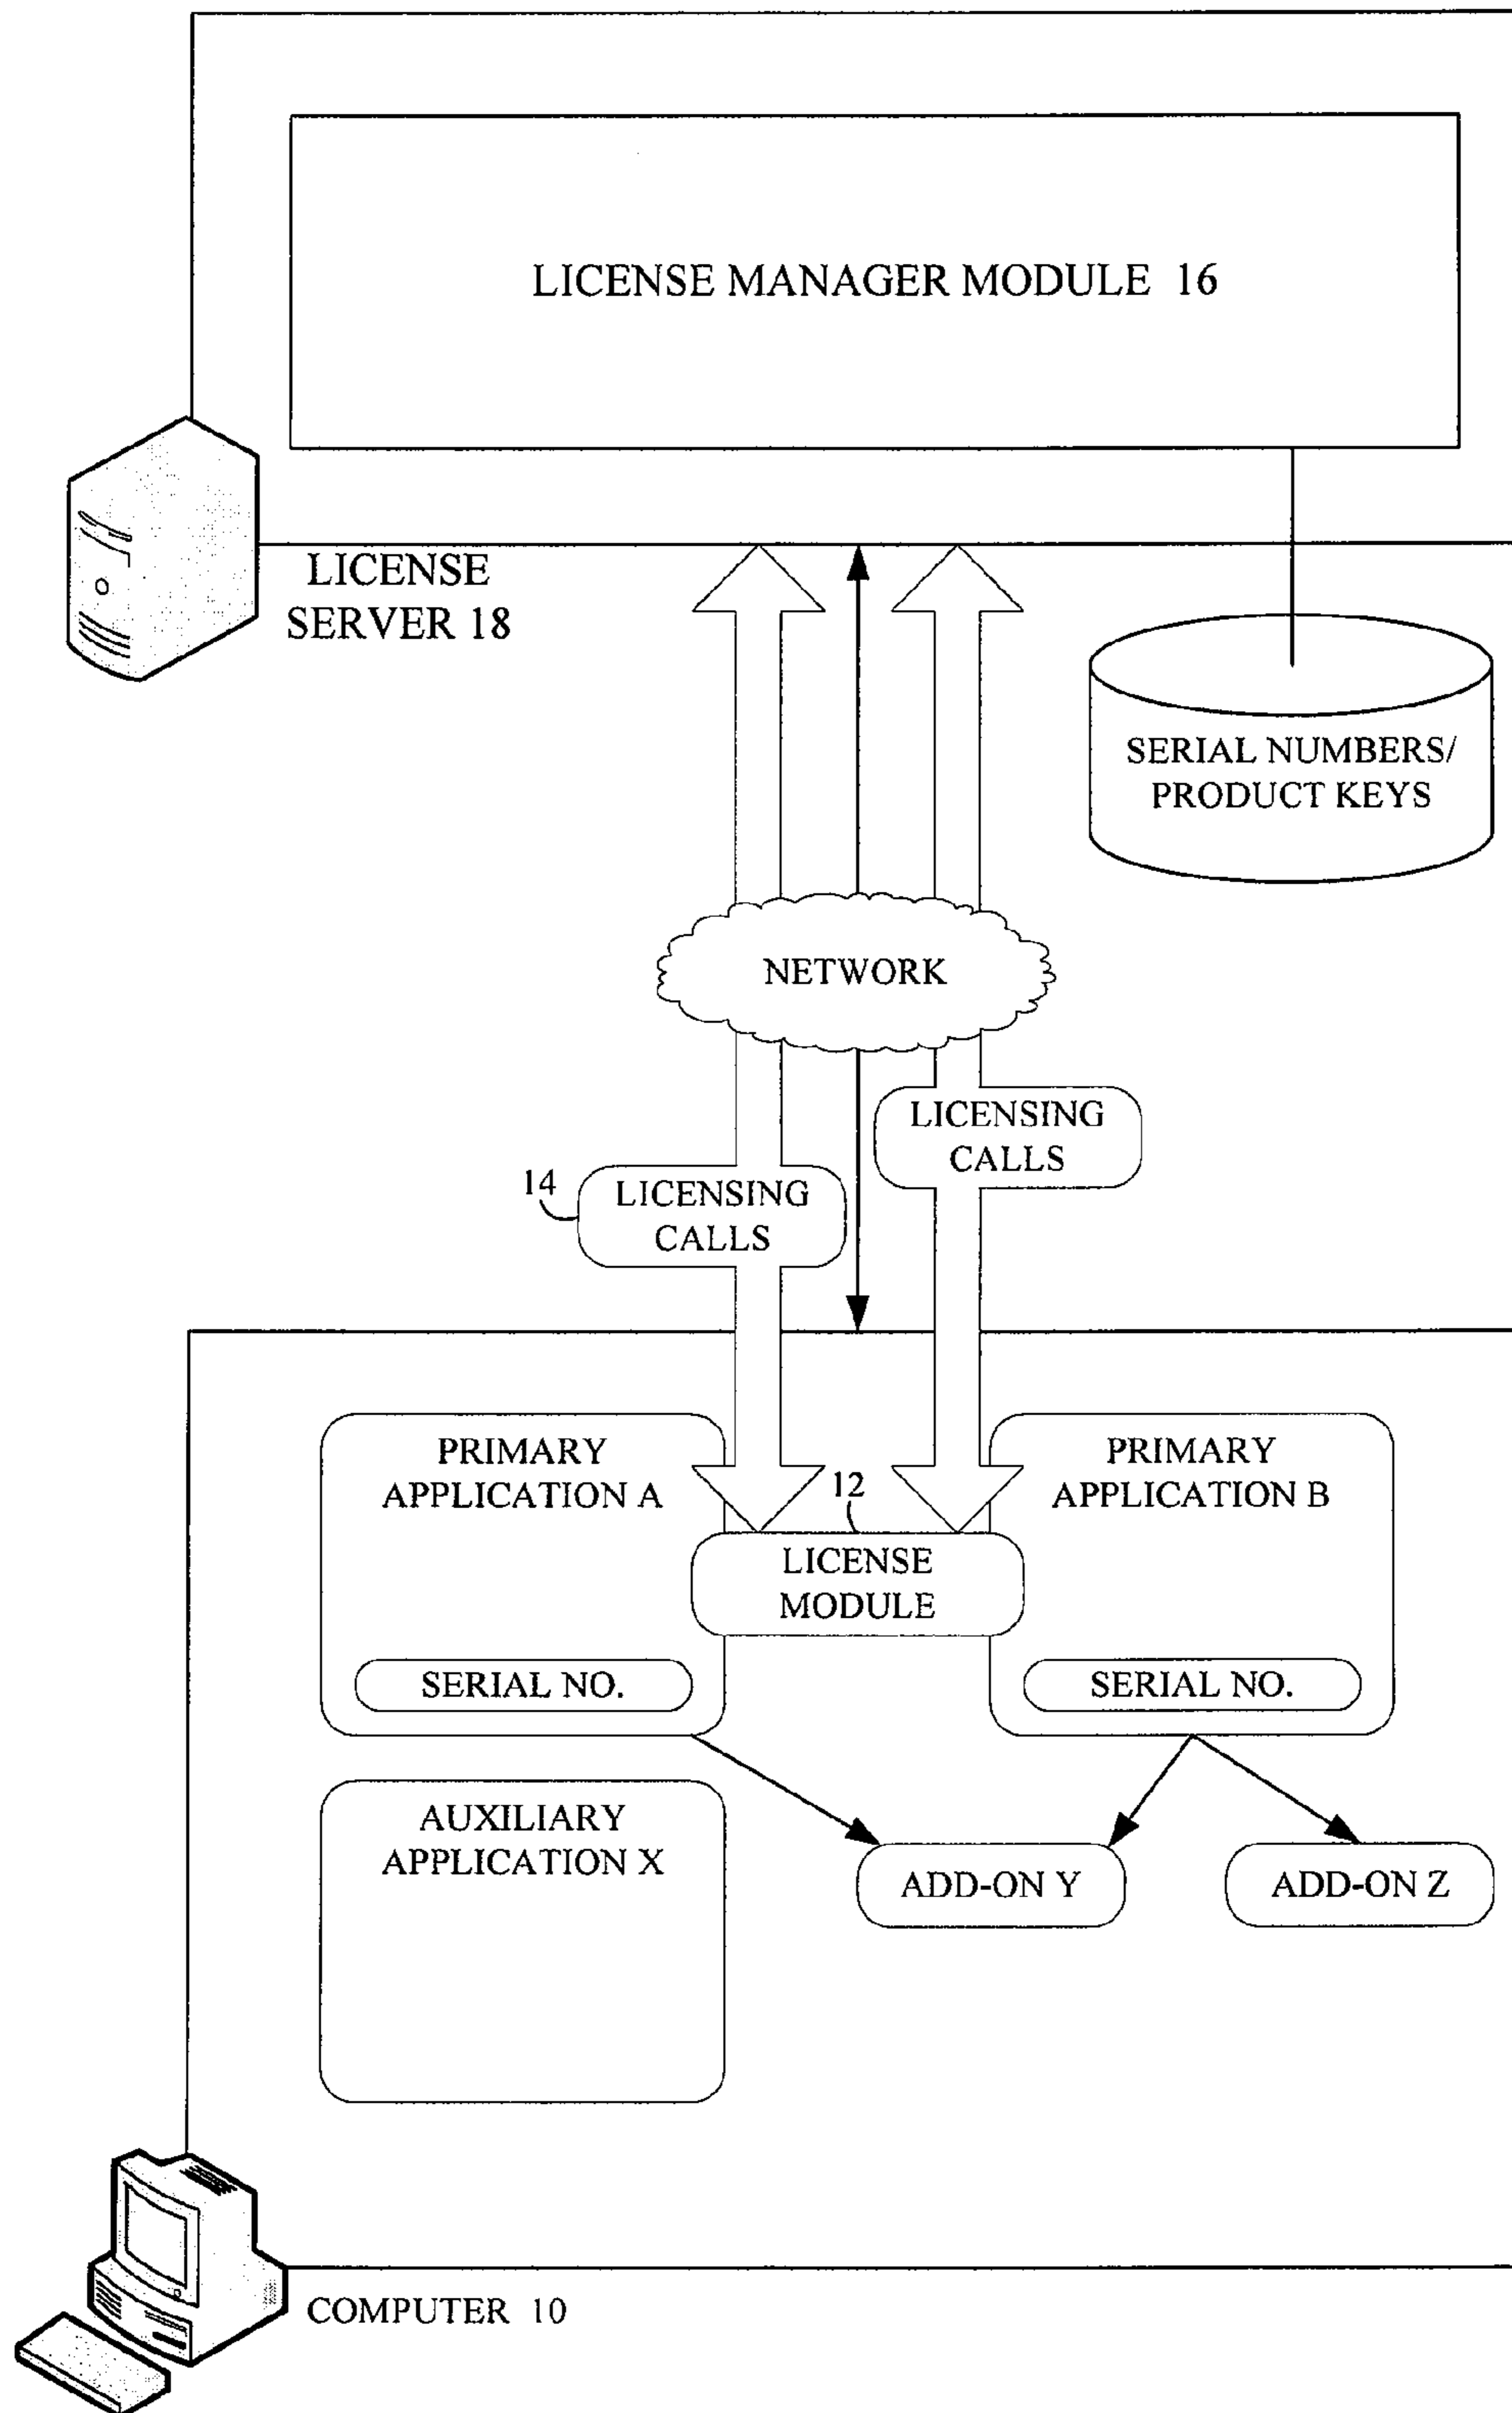 LICENSE MANAGER MODULE 16
LICENSE
SERVER 18
SERIAL NUMBERS/
PRODUCT KEYS
NETWORK
LICENSING
CALLS
14
LICENSING
CALLS
PRIMARY
APPLICATION A
PRIMARY
APPLICATION B
12
LICENSE
MODULE
SERIAL NO.
SERIAL NO.
AUXILIARY
APPLICATION X
ADD-ON Y
ADD-ON Z
COMPUTER 10